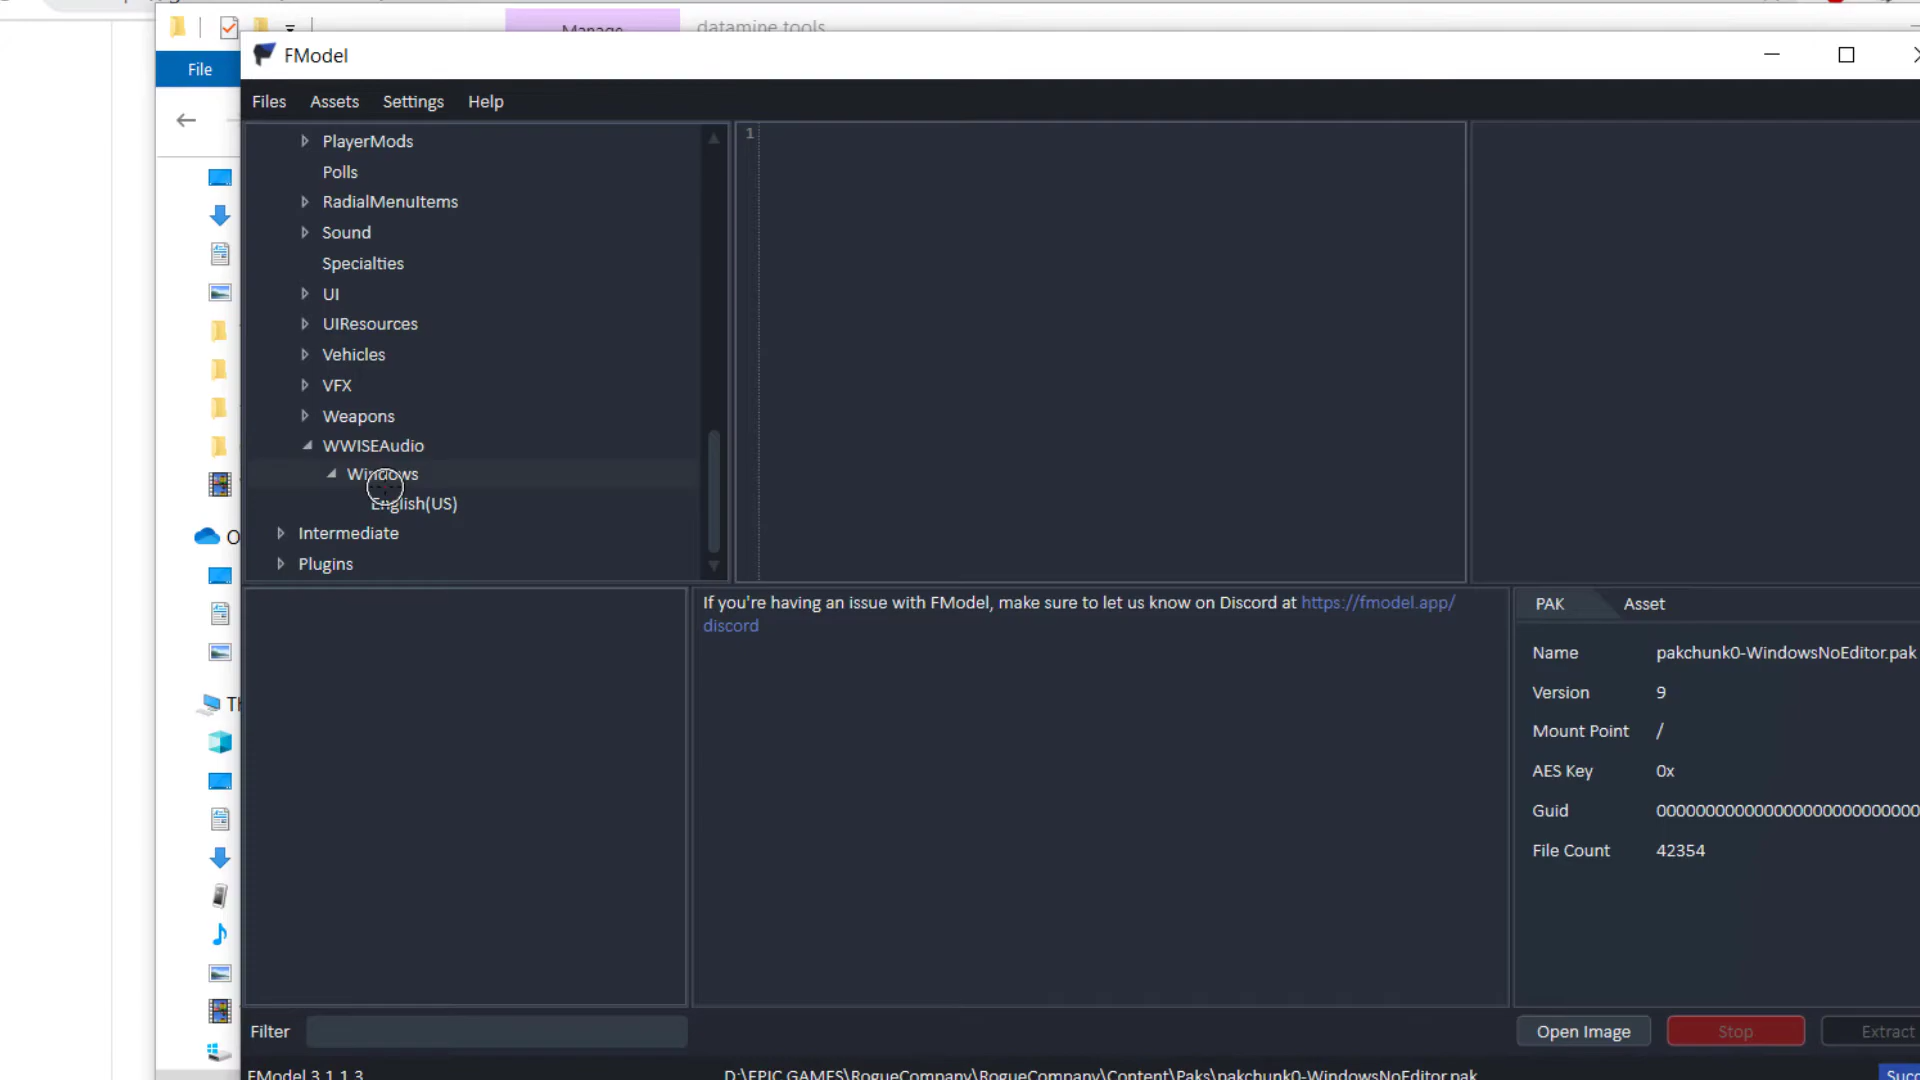 Manage
datamine tools
FModel
File
Files Assets Settings Help
PlayerMods
Polls
RadialMenuItems
Sound
Specialties
UI
UIResources
Vehicles
VFX
Weapons
WWISEAudio
Windows
English(US)
Intermediate
Plugins
1
If you're having an issue with FModel, make sure to let us know on Discord at https://fmodel.app/
discord
PAK Asset
Name pakchunk0-WindowsNoEditor.pak
Version 9
Mount Point /
AES Key 0x
Guid 00000000000000000000000000
File Count 42354
Filter
Open Image Stop Extract
FModel 3.1.1.3
D:\EPIC GAMES\RogueCompany\RogueCompany\Content\Paks\pakchunk0-WindowsNoEditor.pak
Succ